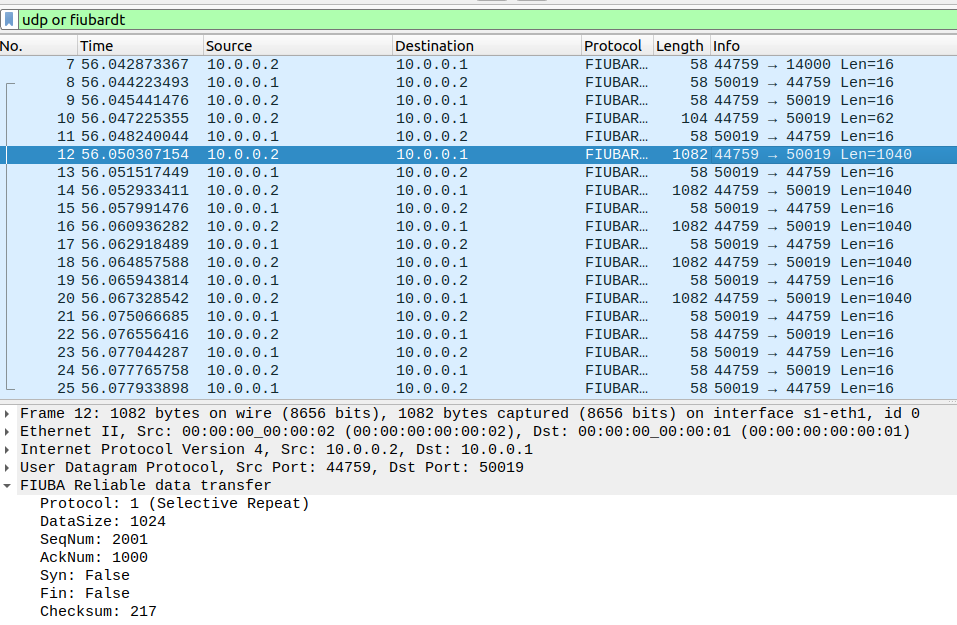 udp or fiubardt
No. Time Source Destination Protocol Length Info
7 56.042873367 10.0.0.2 10.0.0.1 FIUBAR… 58 44759 → 14000 Len=16
8 56.044223493 10.0.0.1 10.0.0.2 FIUBAR… 58 50019 → 44759 Len=16
9 56.045441476 10.0.0.2 10.0.0.1 FIUBAR… 58 44759 → 50019 Len=16
10 56.047225355 10.0.0.2 10.0.0.1 FIUBAR… 104 44759 → 50019 Len=62
11 56.048240044 10.0.0.1 10.0.0.2 FIUBAR… 58 50019 → 44759 Len=16
12 56.050307154 10.0.0.2 10.0.0.1 FIUBAR… 1082 44759 → 50019 Len=1040
13 56.051517449 10.0.0.1 10.0.0.2 FIUBAR… 58 50019 → 44759 Len=16
14 56.052933411 10.0.0.2 10.0.0.1 FIUBAR… 1082 44759 → 50019 Len=1040
15 56.057991476 10.0.0.1 10.0.0.2 FIUBAR… 58 50019 → 44759 Len=16
16 56.060936282 10.0.0.2 10.0.0.1 FIUBAR… 1082 44759 → 50019 Len=1040
17 56.062918489 10.0.0.1 10.0.0.2 FIUBAR… 58 50019 → 44759 Len=16
18 56.064857588 10.0.0.2 10.0.0.1 FIUBAR… 1082 44759 → 50019 Len=1040
19 56.065943814 10.0.0.1 10.0.0.2 FIUBAR… 58 50019 → 44759 Len=16
20 56.067328542 10.0.0.2 10.0.0.1 FIUBAR… 1082 44759 → 50019 Len=1040
21 56.075066685 10.0.0.1 10.0.0.2 FIUBAR… 58 50019 → 44759 Len=16
22 56.076556416 10.0.0.2 10.0.0.1 FIUBAR… 58 44759 → 50019 Len=16
23 56.077044287 10.0.0.1 10.0.0.2 FIUBAR… 58 50019 → 44759 Len=16
24 56.077765758 10.0.0.2 10.0.0.1 FIUBAR… 58 44759 → 50019 Len=16
25 56.077933898 10.0.0.1 10.0.0.2 FIUBAR… 58 50019 → 44759 Len=16
Frame 12: 1082 bytes on wire (8656 bits), 1082 bytes captured (8656 bits) on interface s1-eth1, id 0
Ethernet II, Src: 00:00:00_00:00:02 (00:00:00:00:00:02), Dst: 00:00:00_00:00:01 (00:00:00:00:00:01)
Internet Protocol Version 4, Src: 10.0.0.2, Dst: 10.0.0.1
User Datagram Protocol, Src Port: 44759, Dst Port: 50019
FIUBA Reliable data transfer
Protocol: 1 (Selective Repeat)
DataSize: 1024
SeqNum: 2001
AckNum: 1000
Syn: False
Fin: False
Checksum: 217